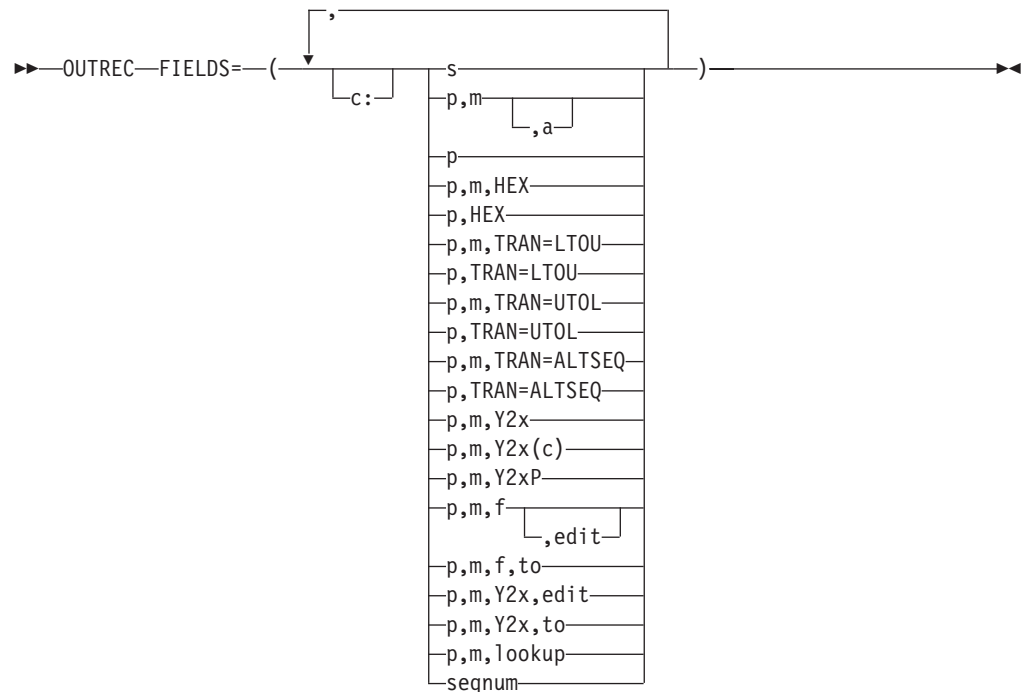 ,
OUTREC FIELDS= ( s )
c:
p,m
,a
p
p,m,HEX
p,HEX
p,m,TRAN=LTOU
p,TRAN=LTOU
p,m,TRAN=UTOL
p,TRAN=UTOL
p,m,TRAN=ALTSEQ
p,TRAN=ALTSEQ
p,m,Y2x
p,m,Y2x(c)
p,m,Y2xP
p,m,f
,edit
p,m,f,to
p,m,Y2x,edit
p,m,Y2x,to
p,m,lookup
seqnum